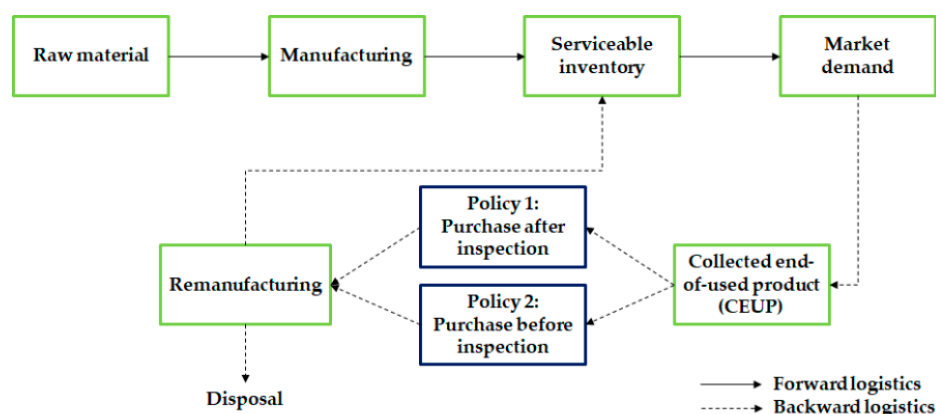 Raw material
Manufacturing
Serviceable
inventory
Market
demand
Policy 1:
Purchase after
inspection
Remanufacturing
Policy 2:
Purchase before
inspection
Collected end-
of-used product
(CEUP)
Disposal
Forward logistics
Backward logistics